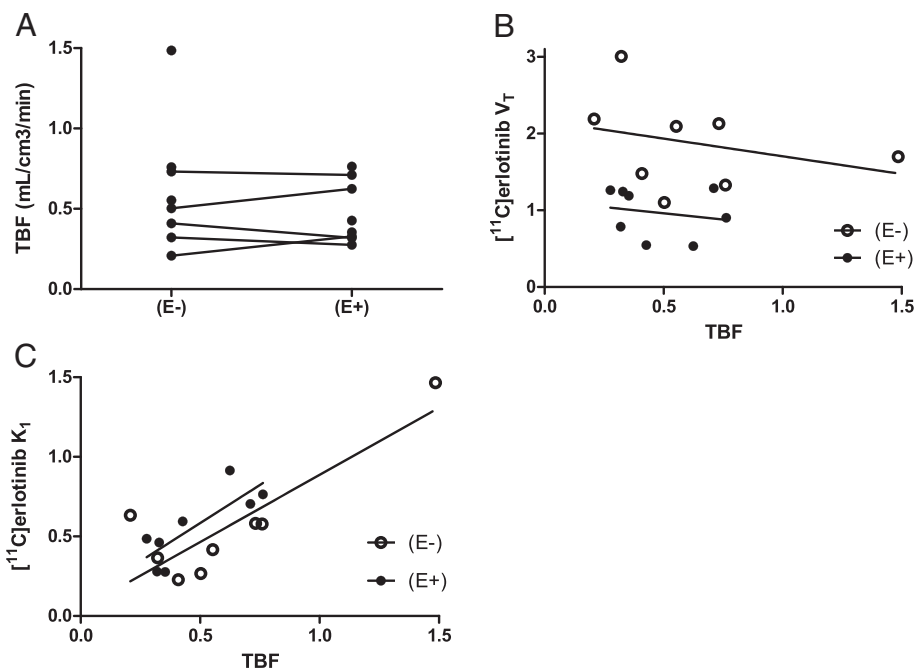 A
TBF (mL/cm3/min)
1.5
1.0
0.5
0.0
(E-)
(E+)
B
[¹¹C]erlotinib V_T
3
2
1
0
0.0
0.5
1.0
1.5
TBF
(E-)
(E+)
C
[¹¹C]erlotinib K₁
1.5
1.0
0.5
0.0
0.0
0.5
1.0
1.5
TBF
(E-)
(E+)